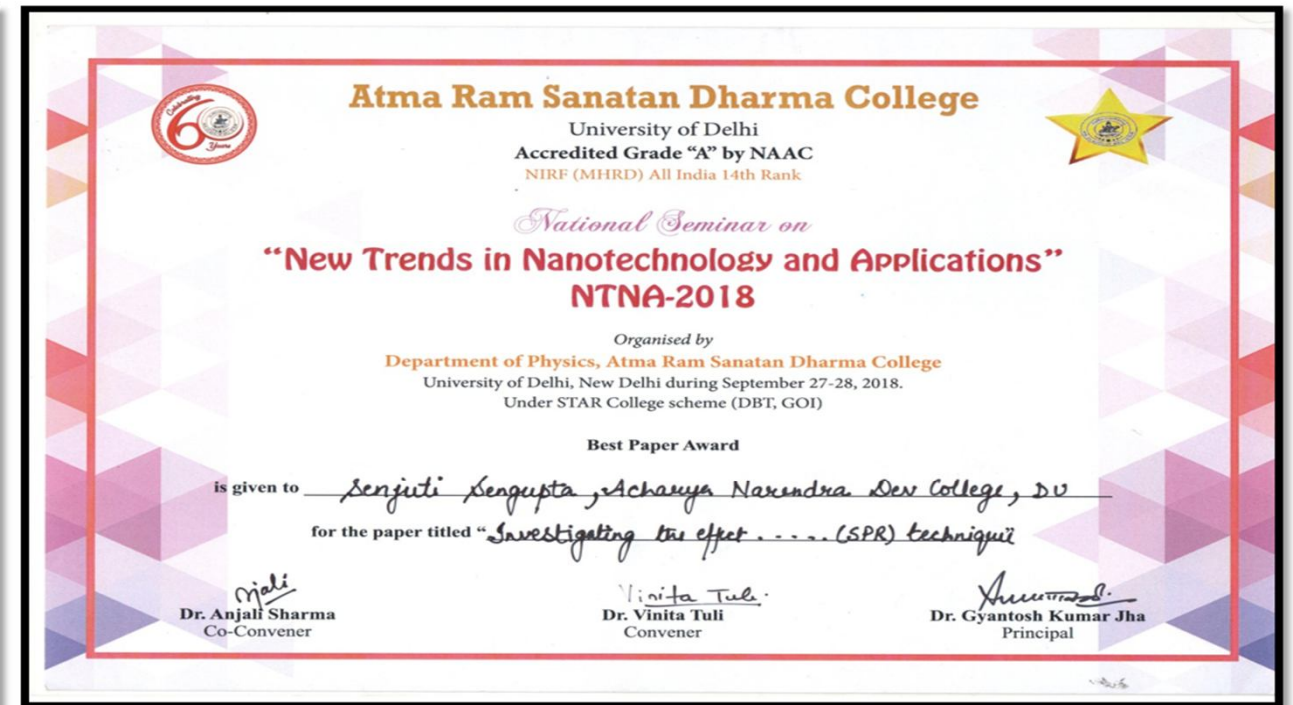 Celebrating
60
Years
Atma Ram Sanatan Dharma College
University of Delhi
Accredited Grade “A” by NAAC
NIRF (MHRD) All India 14th Rank
National Seminar on
“New Trends in Nanotechnology and Applications”
NTNA-2018
Organised by
Department of Physics, Atma Ram Sanatan Dharma College
University of Delhi, New Delhi during September 27-28, 2018.
Under STAR College scheme (DBT, GOI)
Best Paper Award
is given to Senjuti Sengupta, Acharya Narendra Dev College, DU
for the paper titled “Investigating the effect ..... (SPR) technique”
Anjali Vinita Tuli.
Dr. Anjali Sharma Dr. Vinita Tuli Dr. Gyantosh Kumar Jha
Co-Convener Convener Principal